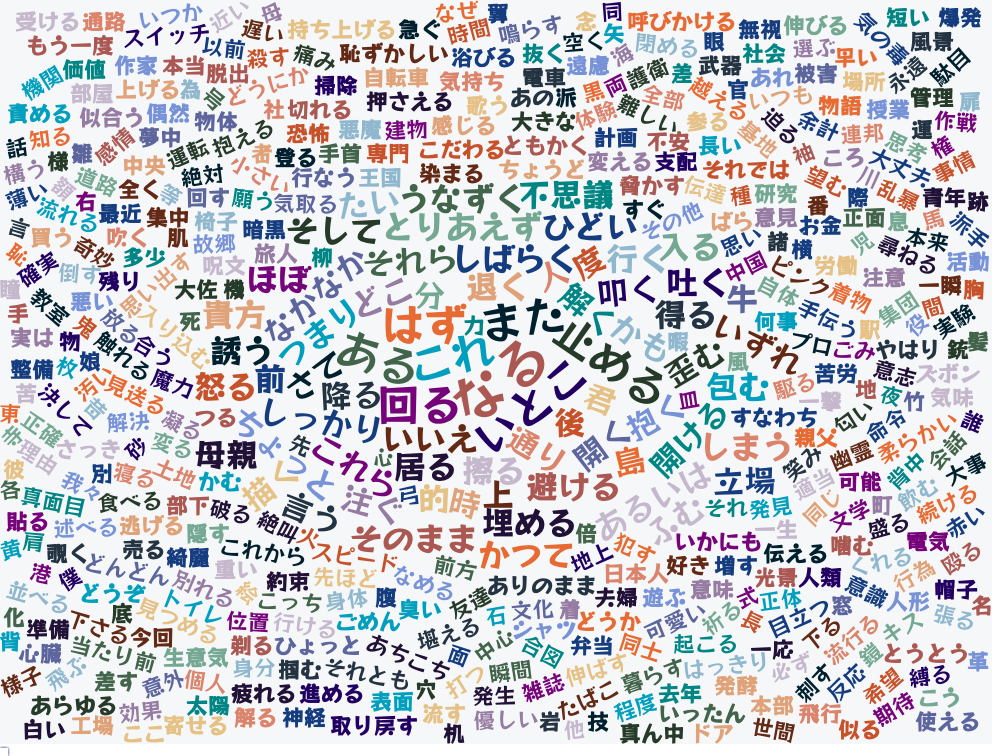 受ける 通路 いつか 近い 母 なぜ 翼 同 呼びかける 無視 伸びる 気の毒 短い 爆発
もう一度 スイッチ 遅い 持ち上げる 急ぐ 時間 鳴らす 念 矢 閉める 眼 社会 選ぶ 早い 風景
以前 殺す 痛み 恥ずかしい 浴びる 抜く 空く 海 永遠 駄目
機関 価値 作家 本当 脱出 掃除 自転車 気持ち 電車 遠慮 両 護衛 差 武器 あれ 被害 場所
部屋 上げる 為 号 どうにか 社 切れる 押さえる 歌う あの 派 黒 体験 難しい 全部 越える 官 いつも 物語 授業 管理 扉
責める 似合う 偶然 物体 恐怖 悪魔 建物 感じる 大きな 計画 不安 参る 基地 迫る 余計 連邦 運 作戦
話 知る 雛 感情 夢中 運転 抱える 小さい 登る 手首 専門 こだわる ともかく 変える 支配 長い 袖 ころ 思考 大丈夫 事情
構う 様 道路 中央 絶対 者 行なう 王国 染まる ちょうど 脅かす 伝達 種 それでは 研究 望む 際 川 乱暴 青年 跡
薄い 流れる 右 全く 等 回す 願う 気取る たい うなずく 不思議 すぐ その他 ばら 意見 番 お金 正面 息 馬 派手
言 買う 最近 吹く 集中 肌 椅子 故郷 暗黒 そして とりあえず ひどい 思い 諸 横 児 尋ねる 本来 活動
恥 確実 倒す 奇妙 多少 残り 思い出す 呪文 旅人 柳 なかなか それら しばらく 人 度 行く 入る 中国 ピンク 労働 注意 一瞬 胸
瞳 教室 悪い 放る 大佐 機 ほぼ どこ 分 退く 解く 叩く 吐く 牛 自体 着物 手伝う 集団 役 間 実験
手 実は 物 鬼 触れる 合う 入り込む 死 貴方 つまり はず カ また 止める かも 暇 得る いずれ 何事 プロ ごみ 駅 やはり 銃 髪
整備 娘 汚い 見送る 魔力 誘う さて ある これ る 歪む 風 苦労 意志 ズボン
苦 決して 怒る 前 降る 回る な と 君 包む 駆る 一撃 地 夜 竹 気味
東 正確 昔 解決 凝る つる ちょっと しっかり いいえ い 通り 後 開く 抱く 目 開ける すなわち 匂い 命令 柔らかい 誰
理由 さっき 砂 変る 母親 先 これら 心 居る 擦る 島 しまう 親父 笑み 幽霊 背中 会話
彼 我々 別 寝る 土地 かむ 描く 言う 注ぐ 弓 的 時 上 避ける あるいは 立場 適当 可能 飲む 大事
各 真面目 食べる 部下 破る 絶叫 火 そのまま 埋める 倍 ふむ それ 発見 同じ 文学 町 盛る 続ける 赤い
貼る 述べる 逃げる 隠す これから スピード かつて 地上 犯す いかにも 一生 伝える 噛む 電気
黄 肩 覗く 売る 綺麗 重い 約束 先ほど なめる 前方 ありのまま 日本人 好き 増す 光景 人類 くれる 行為 殴る
港 僕 どんどん 別れる 冬 こっち 身体 腹 臭い 友達 石 文化 着 夫婦 遊ぶ 意味 式 正体 意識 人形 帽子
並べる どうぞ 見つめる トイレ 位置 行ける ごめん 堪える シャツ どうか 可愛い 祈る 長 目立つ 窓 キス 張る 名
化 準備 底 下さる 今回 剃る ひょっと あちこち 面 中心 合図 弁当 同士 起こる 一応 下る 流行る 鎧 とうとう 革
背 心臓 飛ぶ 当たり前 生意気 身分 掴む それとも 打つ 瞬間 伸ばす 暮らす はっきり 必ず 刺す 反応 希望 縛る
様子 差す 意外 個人 疲れる 進める 表面 穴 発生 雑誌 たばこ 程度 去年 発酵 本部 飛行 期待 こう
あらゆる 効果 太陽 解る 神経 取り戻す 流す 優しい 岩 技 いったん
白い 工場 ここ 寄せる 机 他 真ん中 ドア 世間 似る 使える